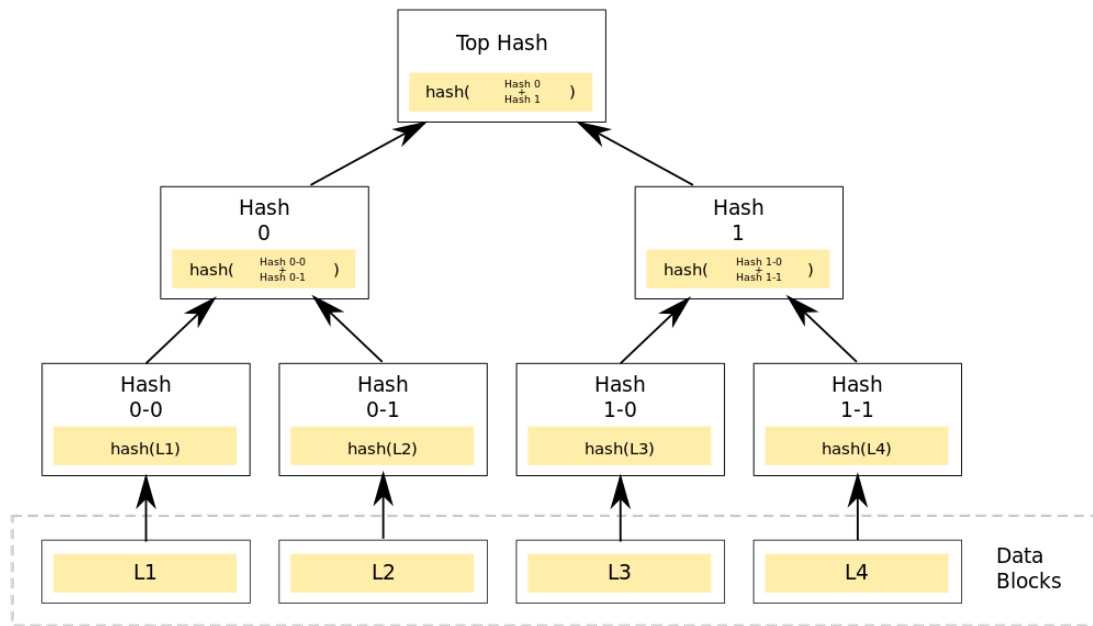 Top Hash
hash( Hash 0 + Hash 1 )
Hash
0
hash( Hash 0-0 + Hash 0-1 )
Hash
1
hash( Hash 1-0 + Hash 1-1 )
Hash
0-0
hash(L1)
Hash
0-1
hash(L2)
Hash
1-0
hash(L3)
Hash
1-1
hash(L4)
L1
L2
L3
L4
Data
Blocks